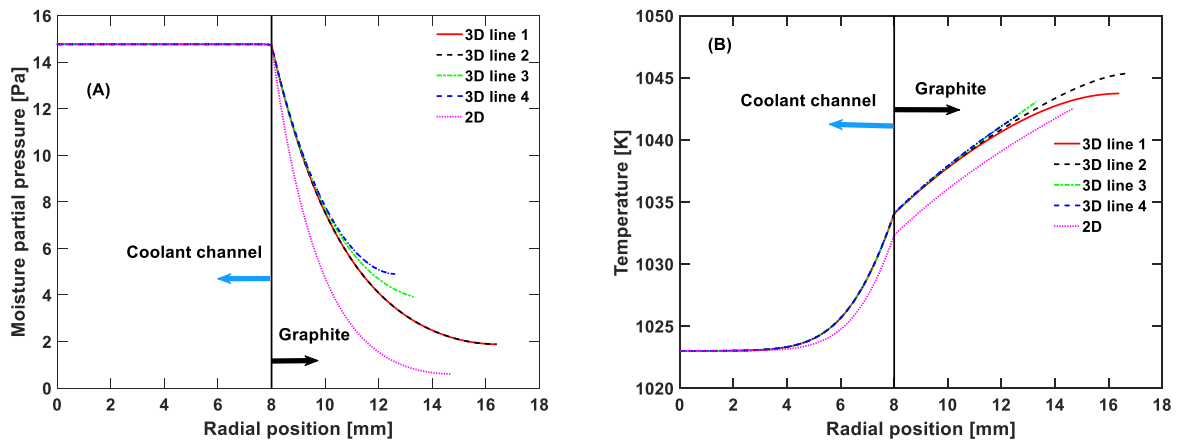 16
14
12
10
8
6
4
2
0
Moisture partial pressure [Pa]
(A)
3D line 1
3D line 2
3D line 3
3D line 4
2D
Coolant channel
Graphite
0 2 4 6 8 10 12 14 16 18
Radial position [mm]
1050
1045
1040
1035
1030
1025
1020
Temperature [K]
(B)
Graphite
Coolant channel
3D line 1
3D line 2
3D line 3
3D line 4
2D
0 2 4 6 8 10 12 14 16 18
Radial position [mm]